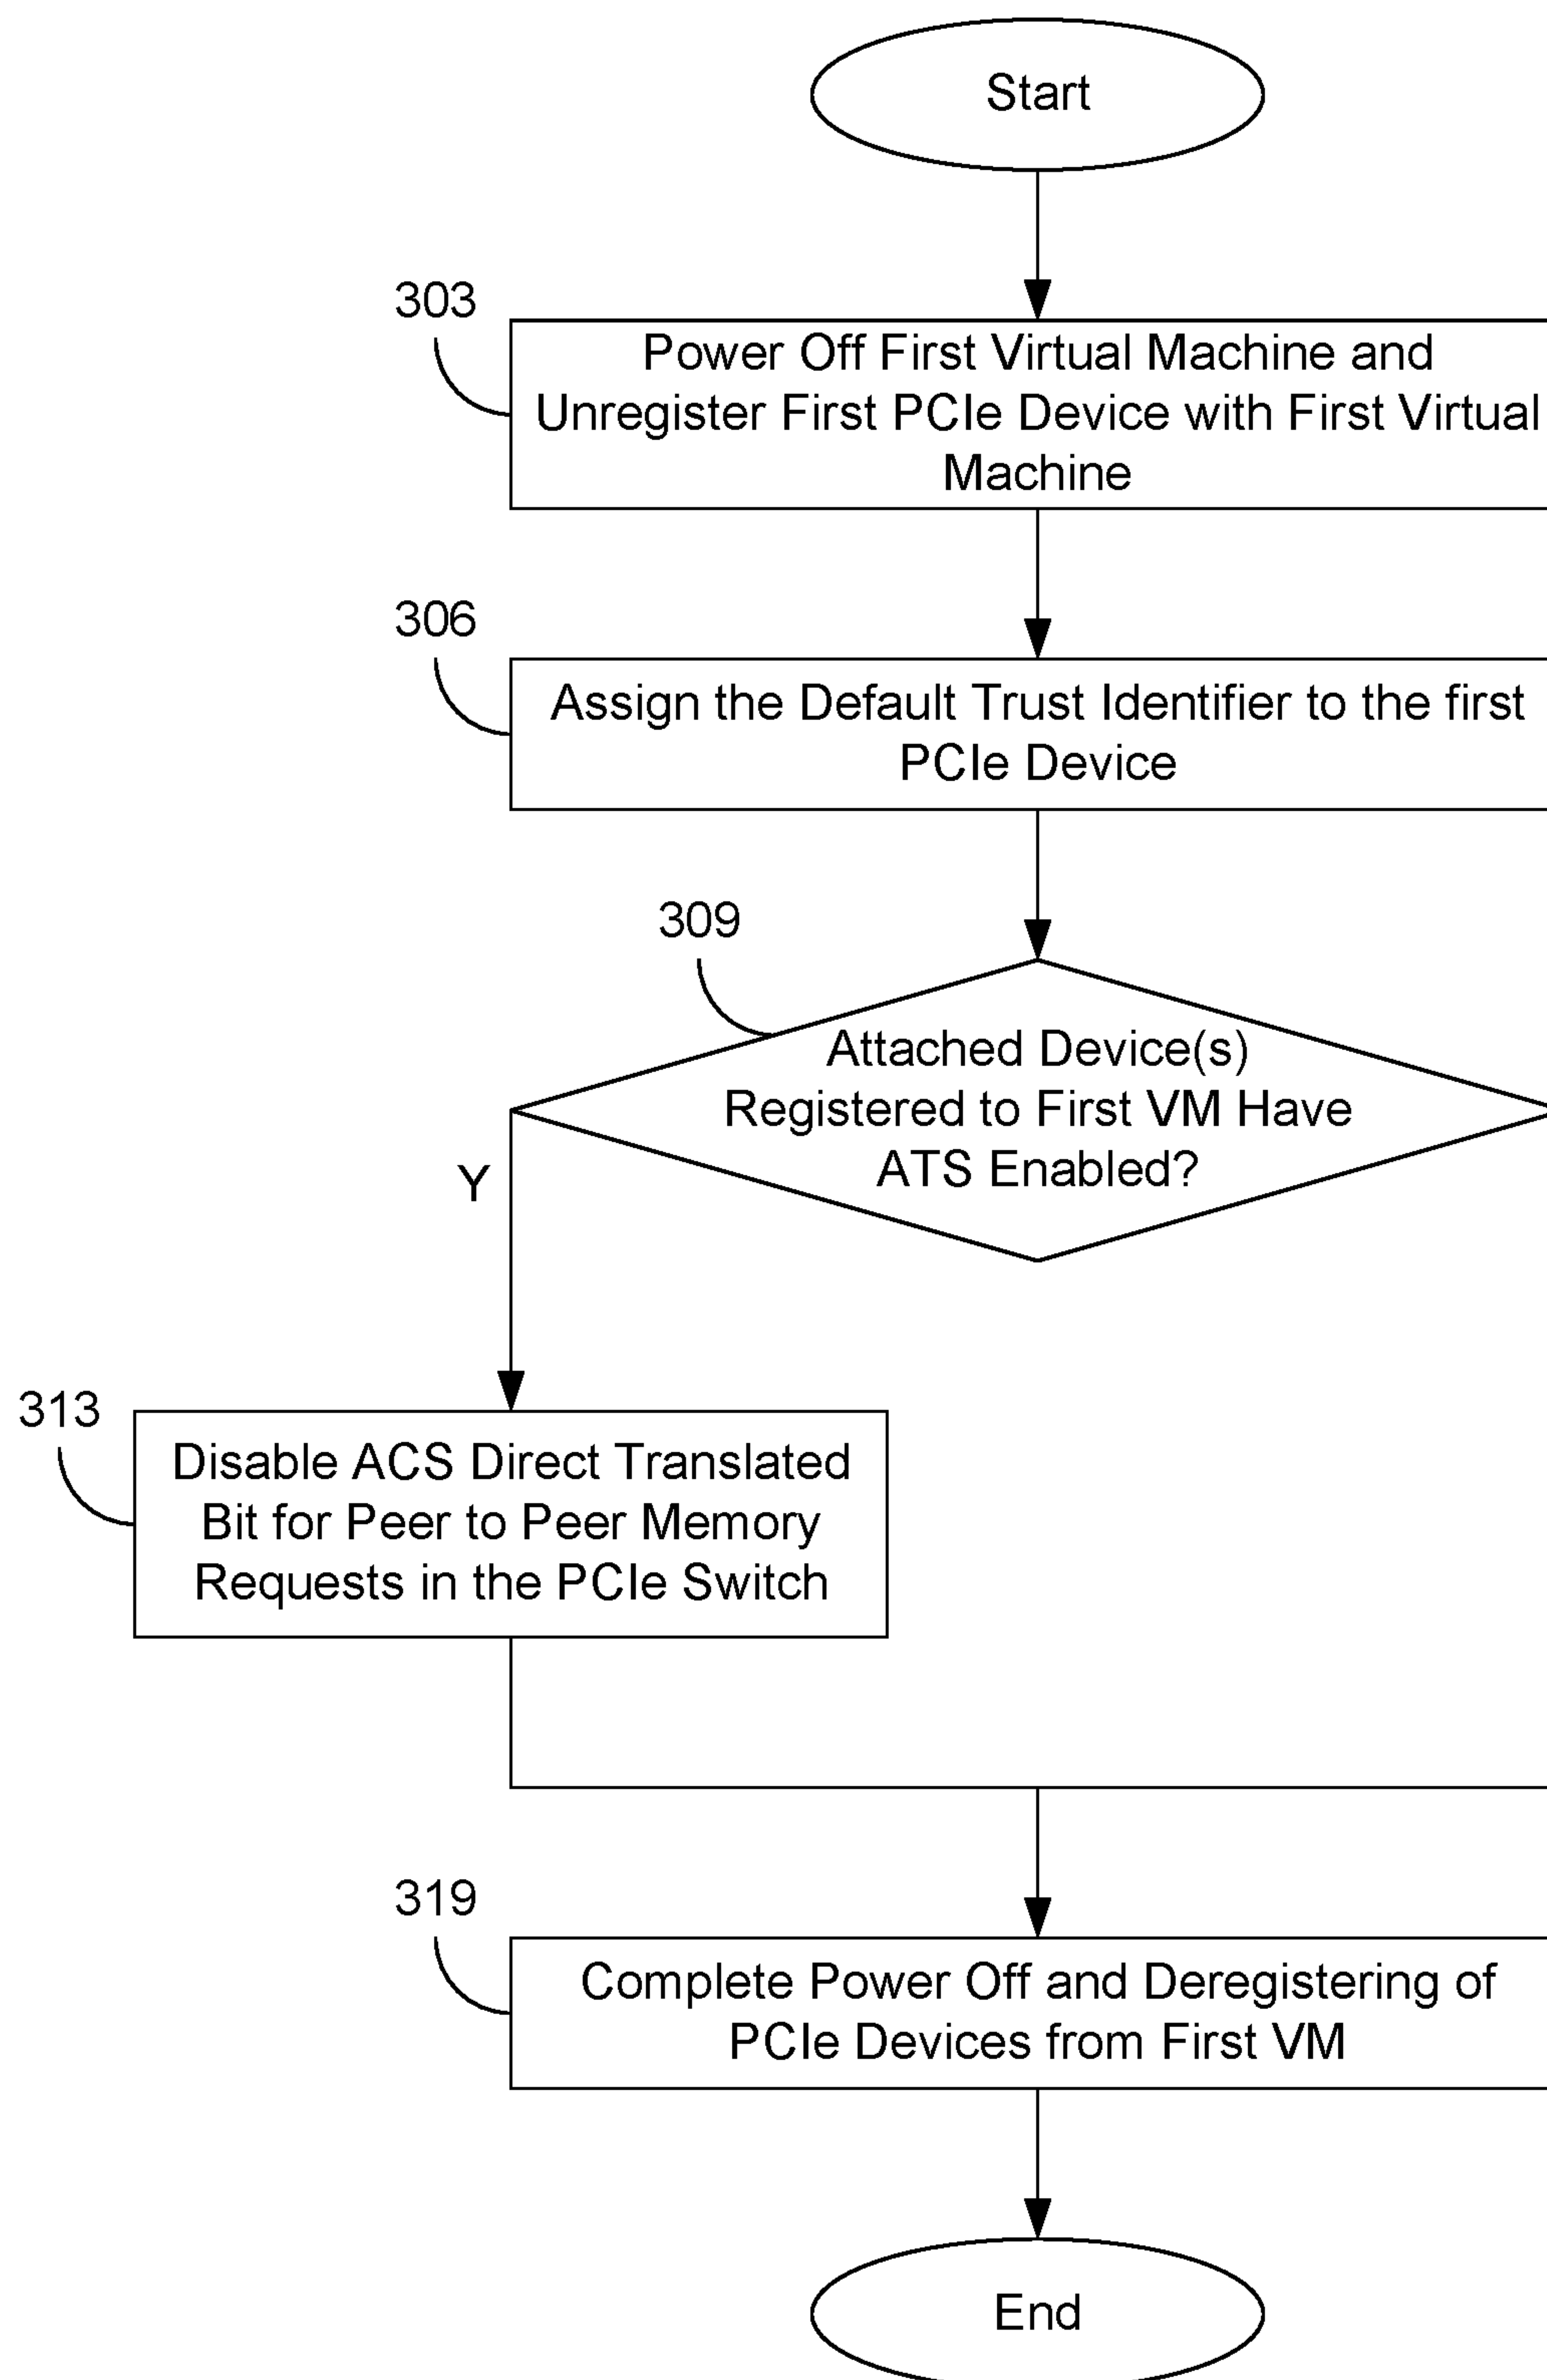 Start
303
Power Off First Virtual Machine and
Unregister First PCIe Device with First Virtual
Machine
306
Assign the Default Trust Identifier to the first
PCIe Device
309
Attached Device(s)
Registered to First VM Have
ATS Enabled?
Y
313
Disable ACS Direct Translated
Bit for Peer to Peer Memory
Requests in the PCIe Switch
319
Complete Power Off and Deregistering of
PCIe Devices from First VM
End